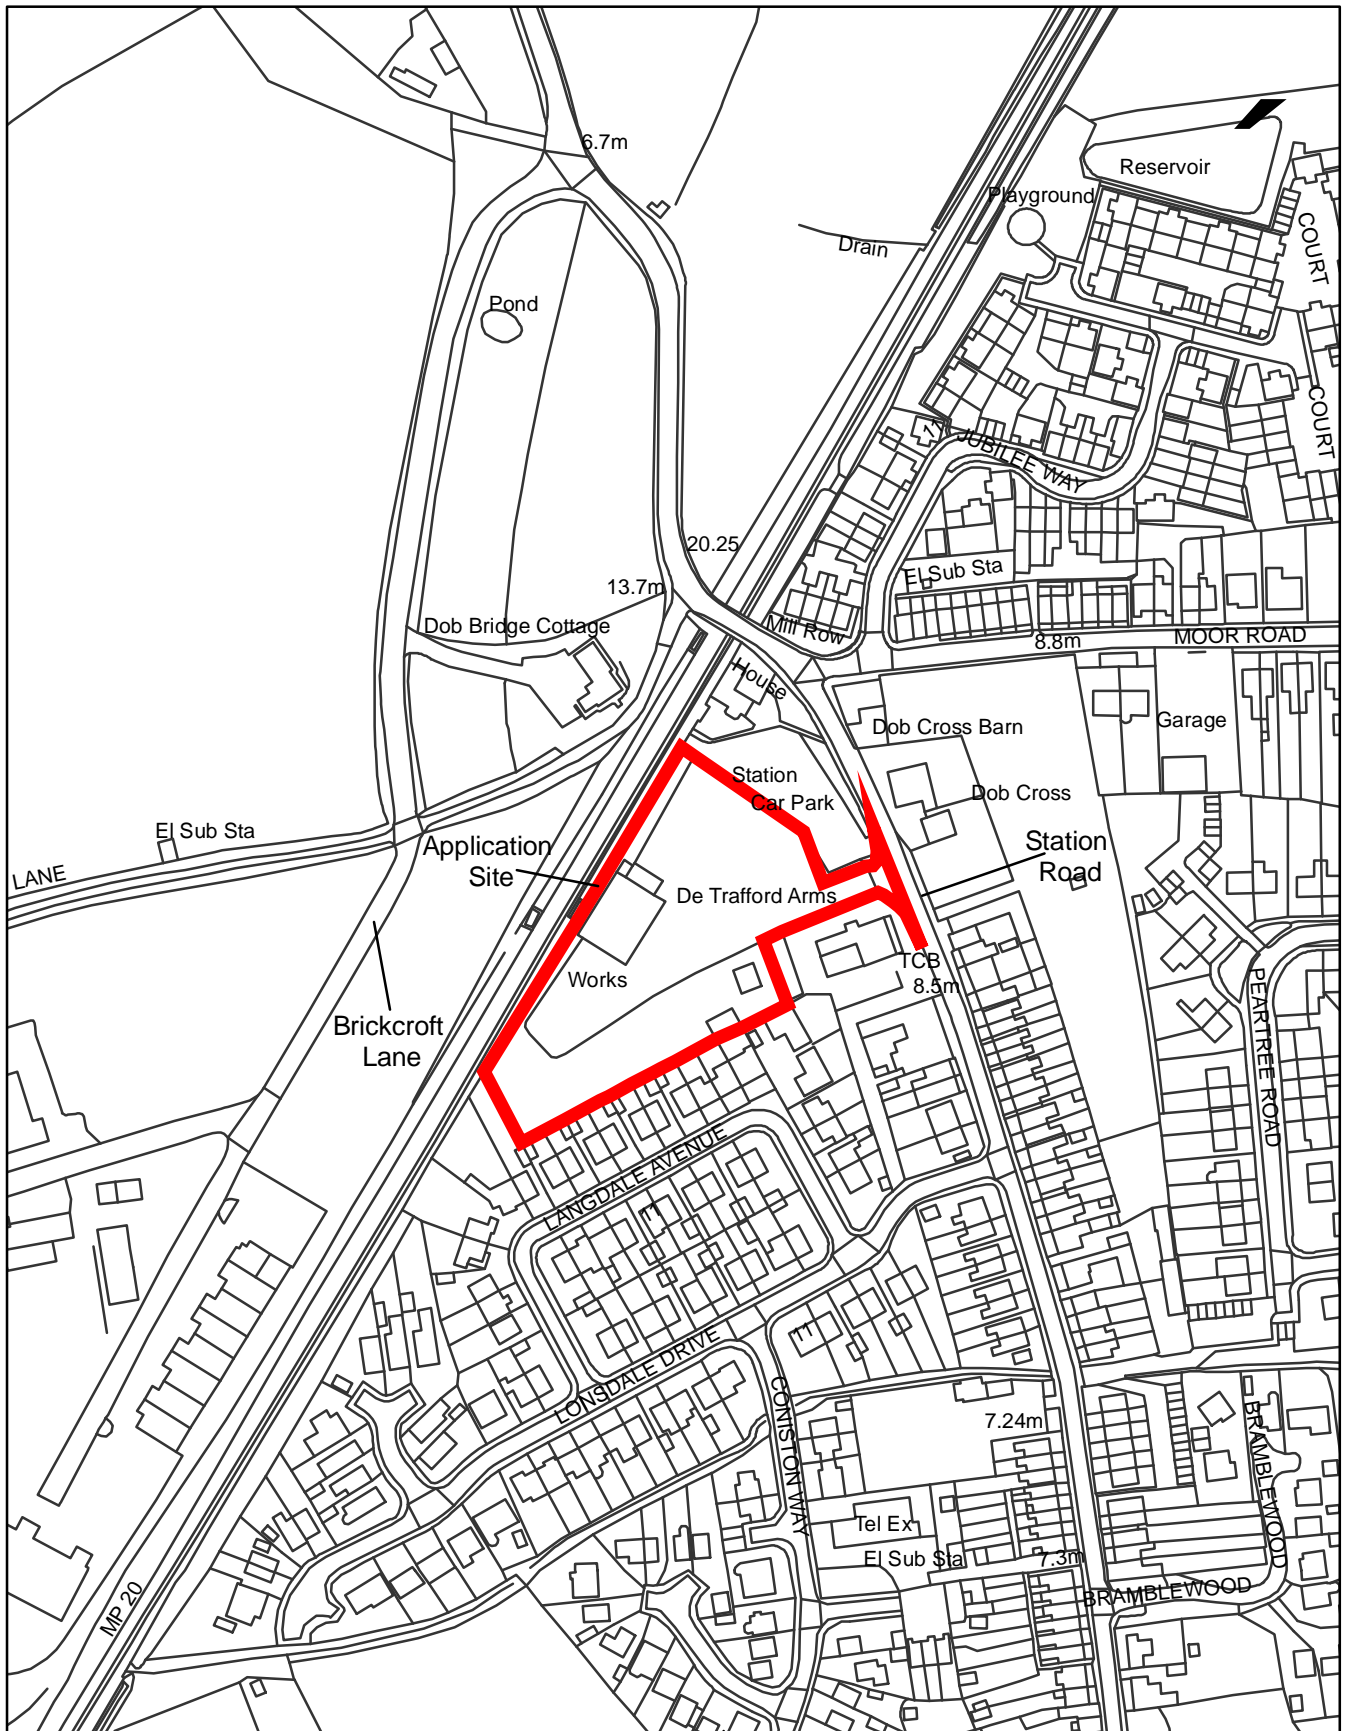 6.7m
Reservoir
Playground
COURT
Drain
Pond
COURT
11
JUBILEE WAY
20.25
El Sub Sta
13.7m
Dob Bridge Cottage
Mill Row
8.8m
MOOR ROAD
House
Dob Cross Barn
Garage
Station
Car Park
Dob Cross
El Sub Sta
Application
Site
Station
Road
LANE
De Trafford Arms
TCB
8.5m
Works
Brickcroft
Lane
PEARTREE ROAD
LANGDALE AVENUE
11
LONSDALE DRIVE
11
CONISTON WAY
7.24m
BRAMBLEWOOD
Tel Ex
El Sub Sta
7.3m
BRAMBLEWOOD
MP 20